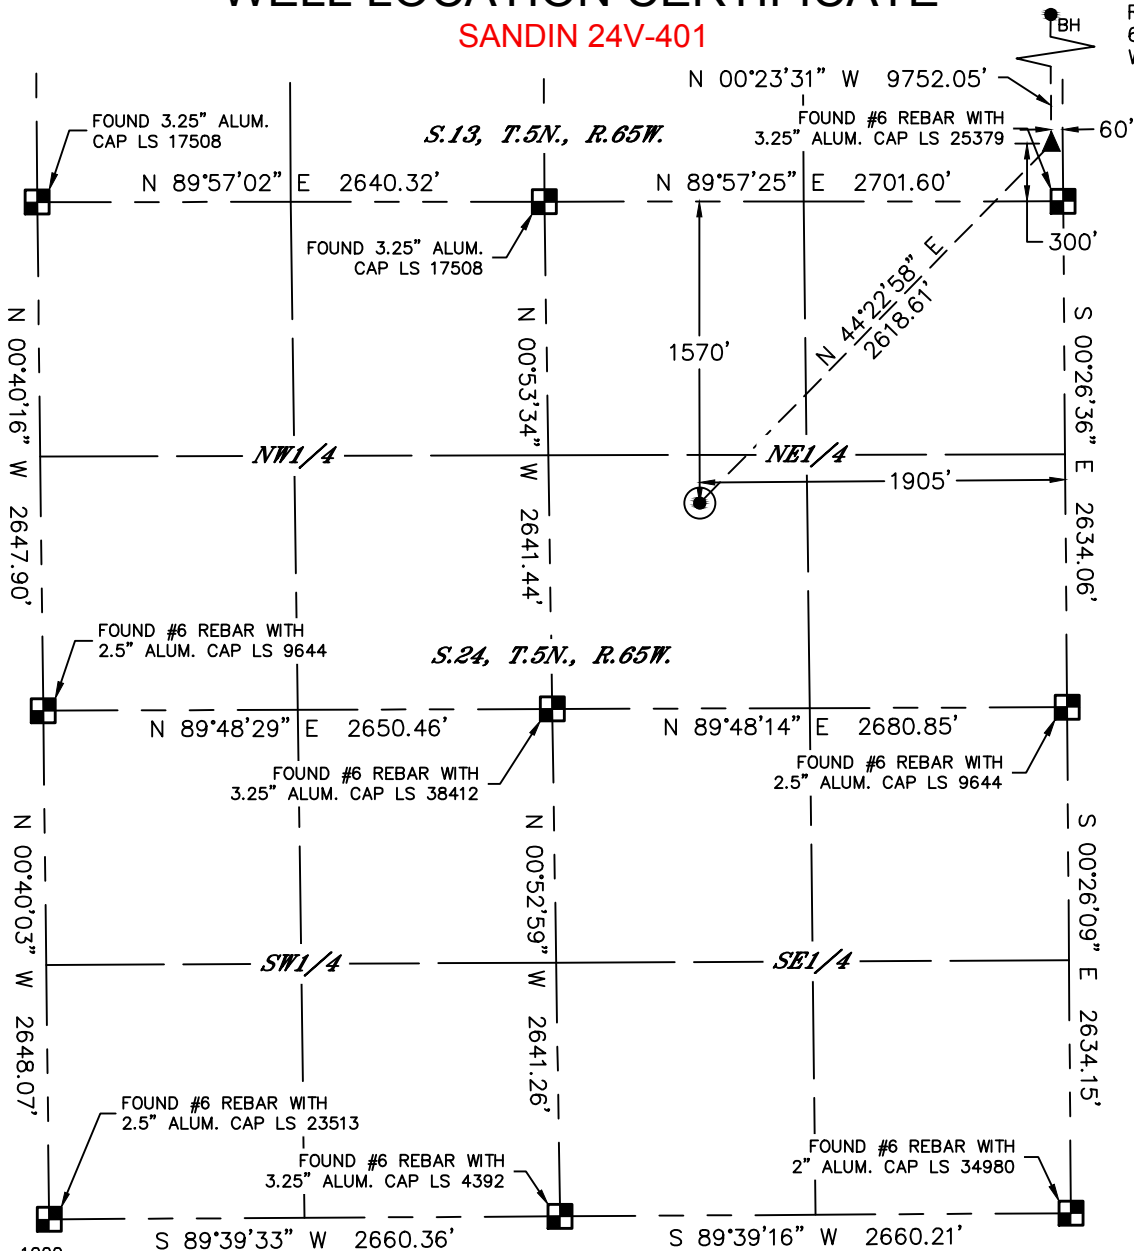 WELL LOCATION CERTIFICATE
SANDIN 24V-401
BH
N 00°23'31" W 9752.05'
FOUND 3.25" ALUM.
CAP LS 17508
S.13, T.5N., R.65W.
FOUND #6 REBAR WITH
3.25" ALUM. CAP LS 25379
60'
N 89°57'02" E 2640.32'
N 89°57'25" E 2701.60'
FOUND 3.25" ALUM.
CAP LS 17508
300'
N 44°22'58" E
2618.61'
1570'
N 00°40'16" W 2647.90'
N 00°53'34" W 2641.44'
S 00°26'36" E 2634.06'
NW1/4
NE1/4
1905'
FOUND #6 REBAR WITH
2.5" ALUM. CAP LS 9644
S.24, T.5N., R.65W.
N 89°48'29" E 2650.46'
N 89°48'14" E 2680.85'
FOUND #6 REBAR WITH
3.25" ALUM. CAP LS 38412
FOUND #6 REBAR WITH
2.5" ALUM. CAP LS 9644
N 00°40'03" W 2648.07'
N 00°52'59" W 2641.26'
S 00°26'09" E 2634.15'
SW1/4
SE1/4
FOUND #6 REBAR WITH
2.5" ALUM. CAP LS 23513
FOUND #6 REBAR WITH
3.25" ALUM. CAP LS 4392
FOUND #6 REBAR WITH
2" ALUM. CAP LS 34980
S 89°39'33" W 2660.36'
S 89°39'16" W 2660.21'